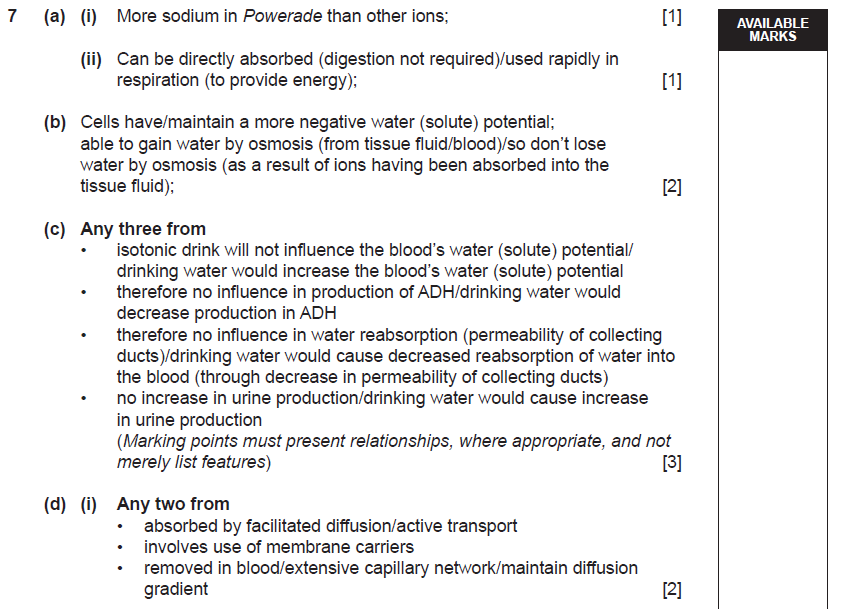 7 (a) (i) More sodium in Powerade than other ions; [1]
AVAILABLE
MARKS
(ii) Can be directly absorbed (digestion not required)/used rapidly in
respiration (to provide energy); [1]
(b) Cells have/maintain a more negative water (solute) potential;
able to gain water by osmosis (from tissue fluid/blood)/so don’t lose
water by osmosis (as a result of ions having been absorbed into the
tissue fluid); [2]
(c) Any three from
• isotonic drink will not influence the blood’s water (solute) potential/
drinking water would increase the blood’s water (solute) potential
• therefore no influence in production of ADH/drinking water would
decrease production in ADH
• therefore no influence in water reabsorption (permeability of collecting
ducts)/drinking water would cause decreased reabsorption of water into
the blood (through decrease in permeability of collecting ducts)
• no increase in urine production/drinking water would cause increase
in urine production
(Marking points must present relationships, where appropriate, and not
merely list features) [3]
(d) (i) Any two from
• absorbed by facilitated diffusion/active transport
• involves use of membrane carriers
• removed in blood/extensive capillary network/maintain diffusion
gradient [2]